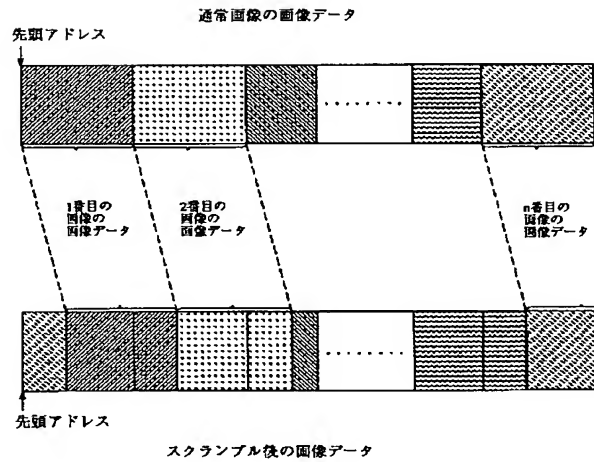 通常画像の画像データ
先頭アドレス
1番目の
画像の
画像データ
2番目の
画像の
画像データ
n番目の
画像の
画像データ
先頭アドレス
スクランブル後の画像データ